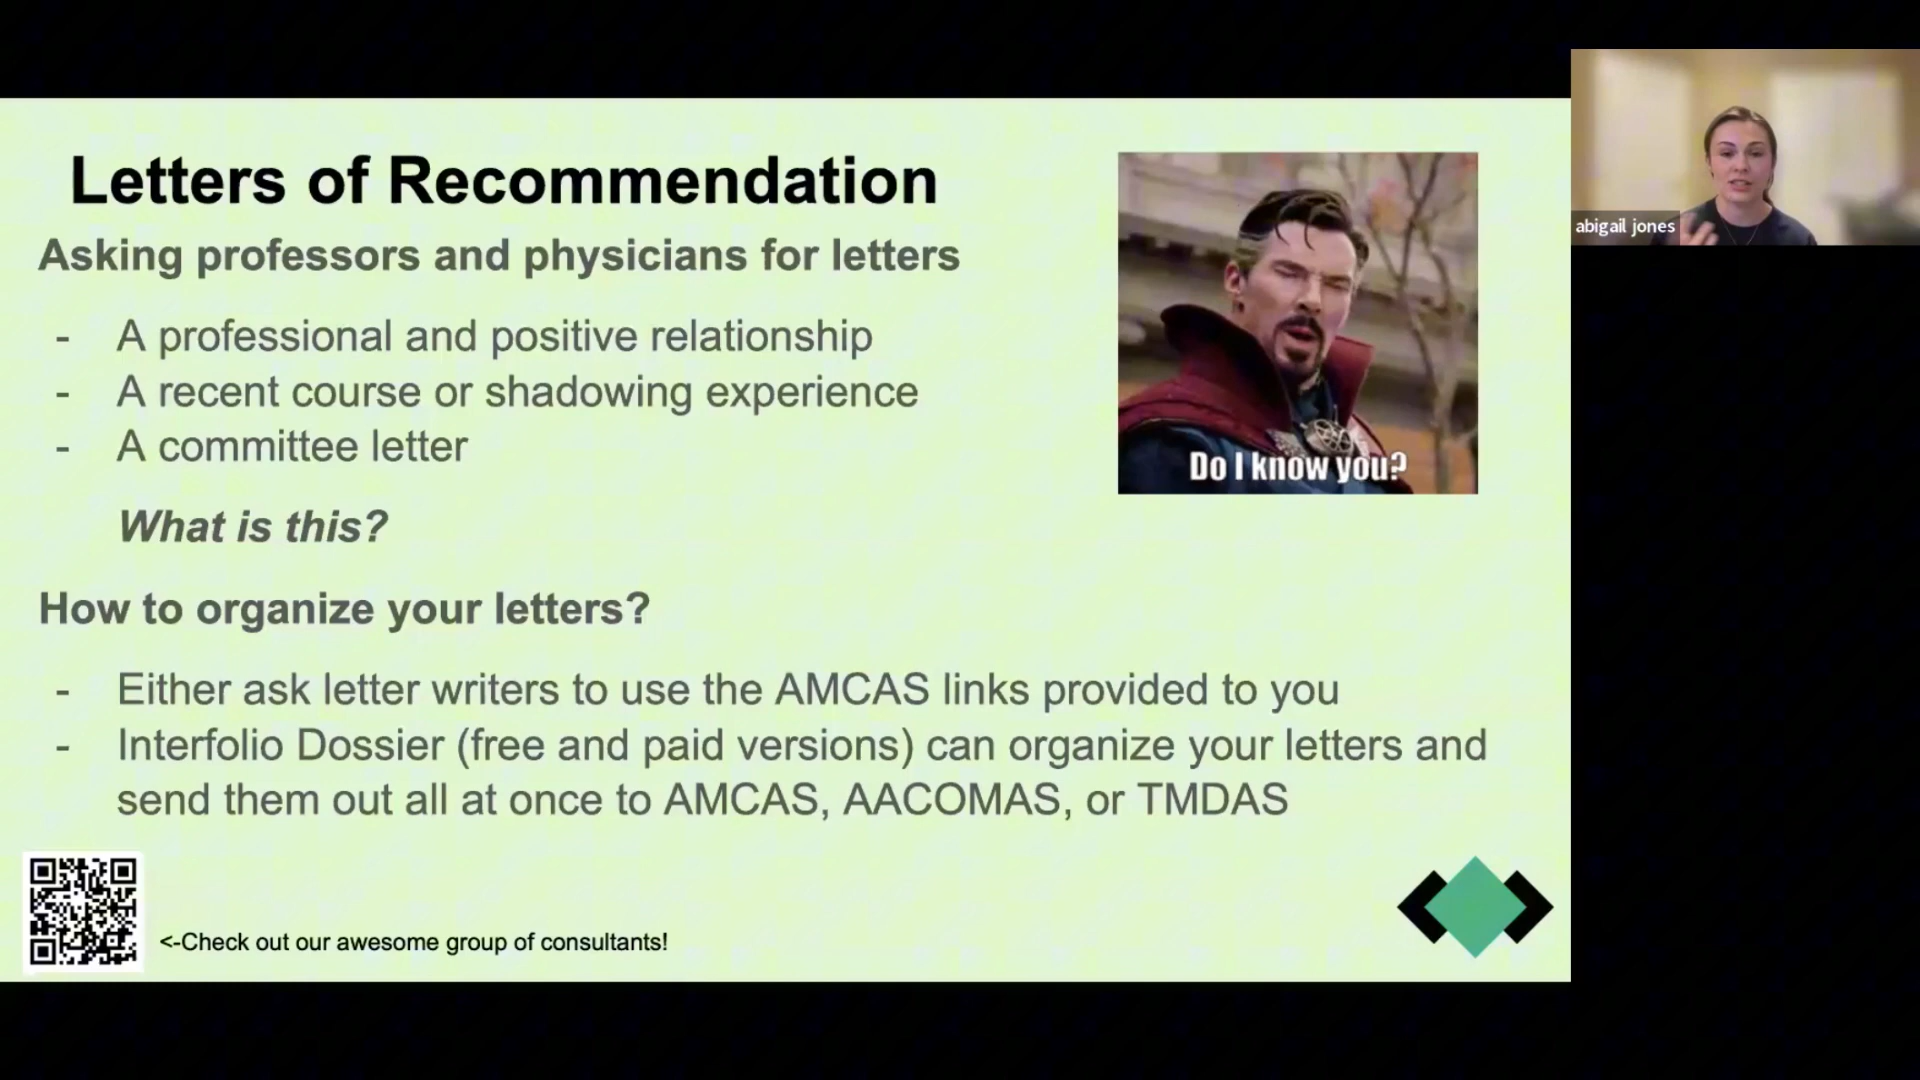 Letters of Recommendation
Asking professors and physicians for letters
- A professional and positive relationship
- A recent course or shadowing experience
- A committee letter
What is this?
How to organize your letters?
- Either ask letter writers to use the AMCAS links provided to you
- Interfolio Dossier (free and paid versions) can organize your letters and
send them out all at once to AMCAS, AACOMAS, or TMDAS
<-Check out our awesome group of consultants!
Do I know you?
abigail jones